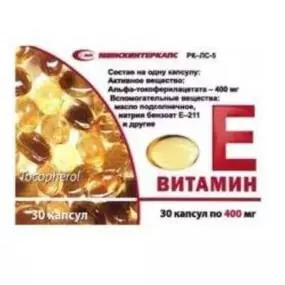 МИНСКИНТЕРКАПС
РК-ЛС-5
Состав на одну капсулу:
Активное вещество:
Альфа-токоферилацетата – 400 мг
Вспомогательные вещества:
масло подсолнечное,
натрия бензоат Е-211
и другие
Е
ВИТАМИН
Tocopherol
30 капсул
30 капсул по 400 мг